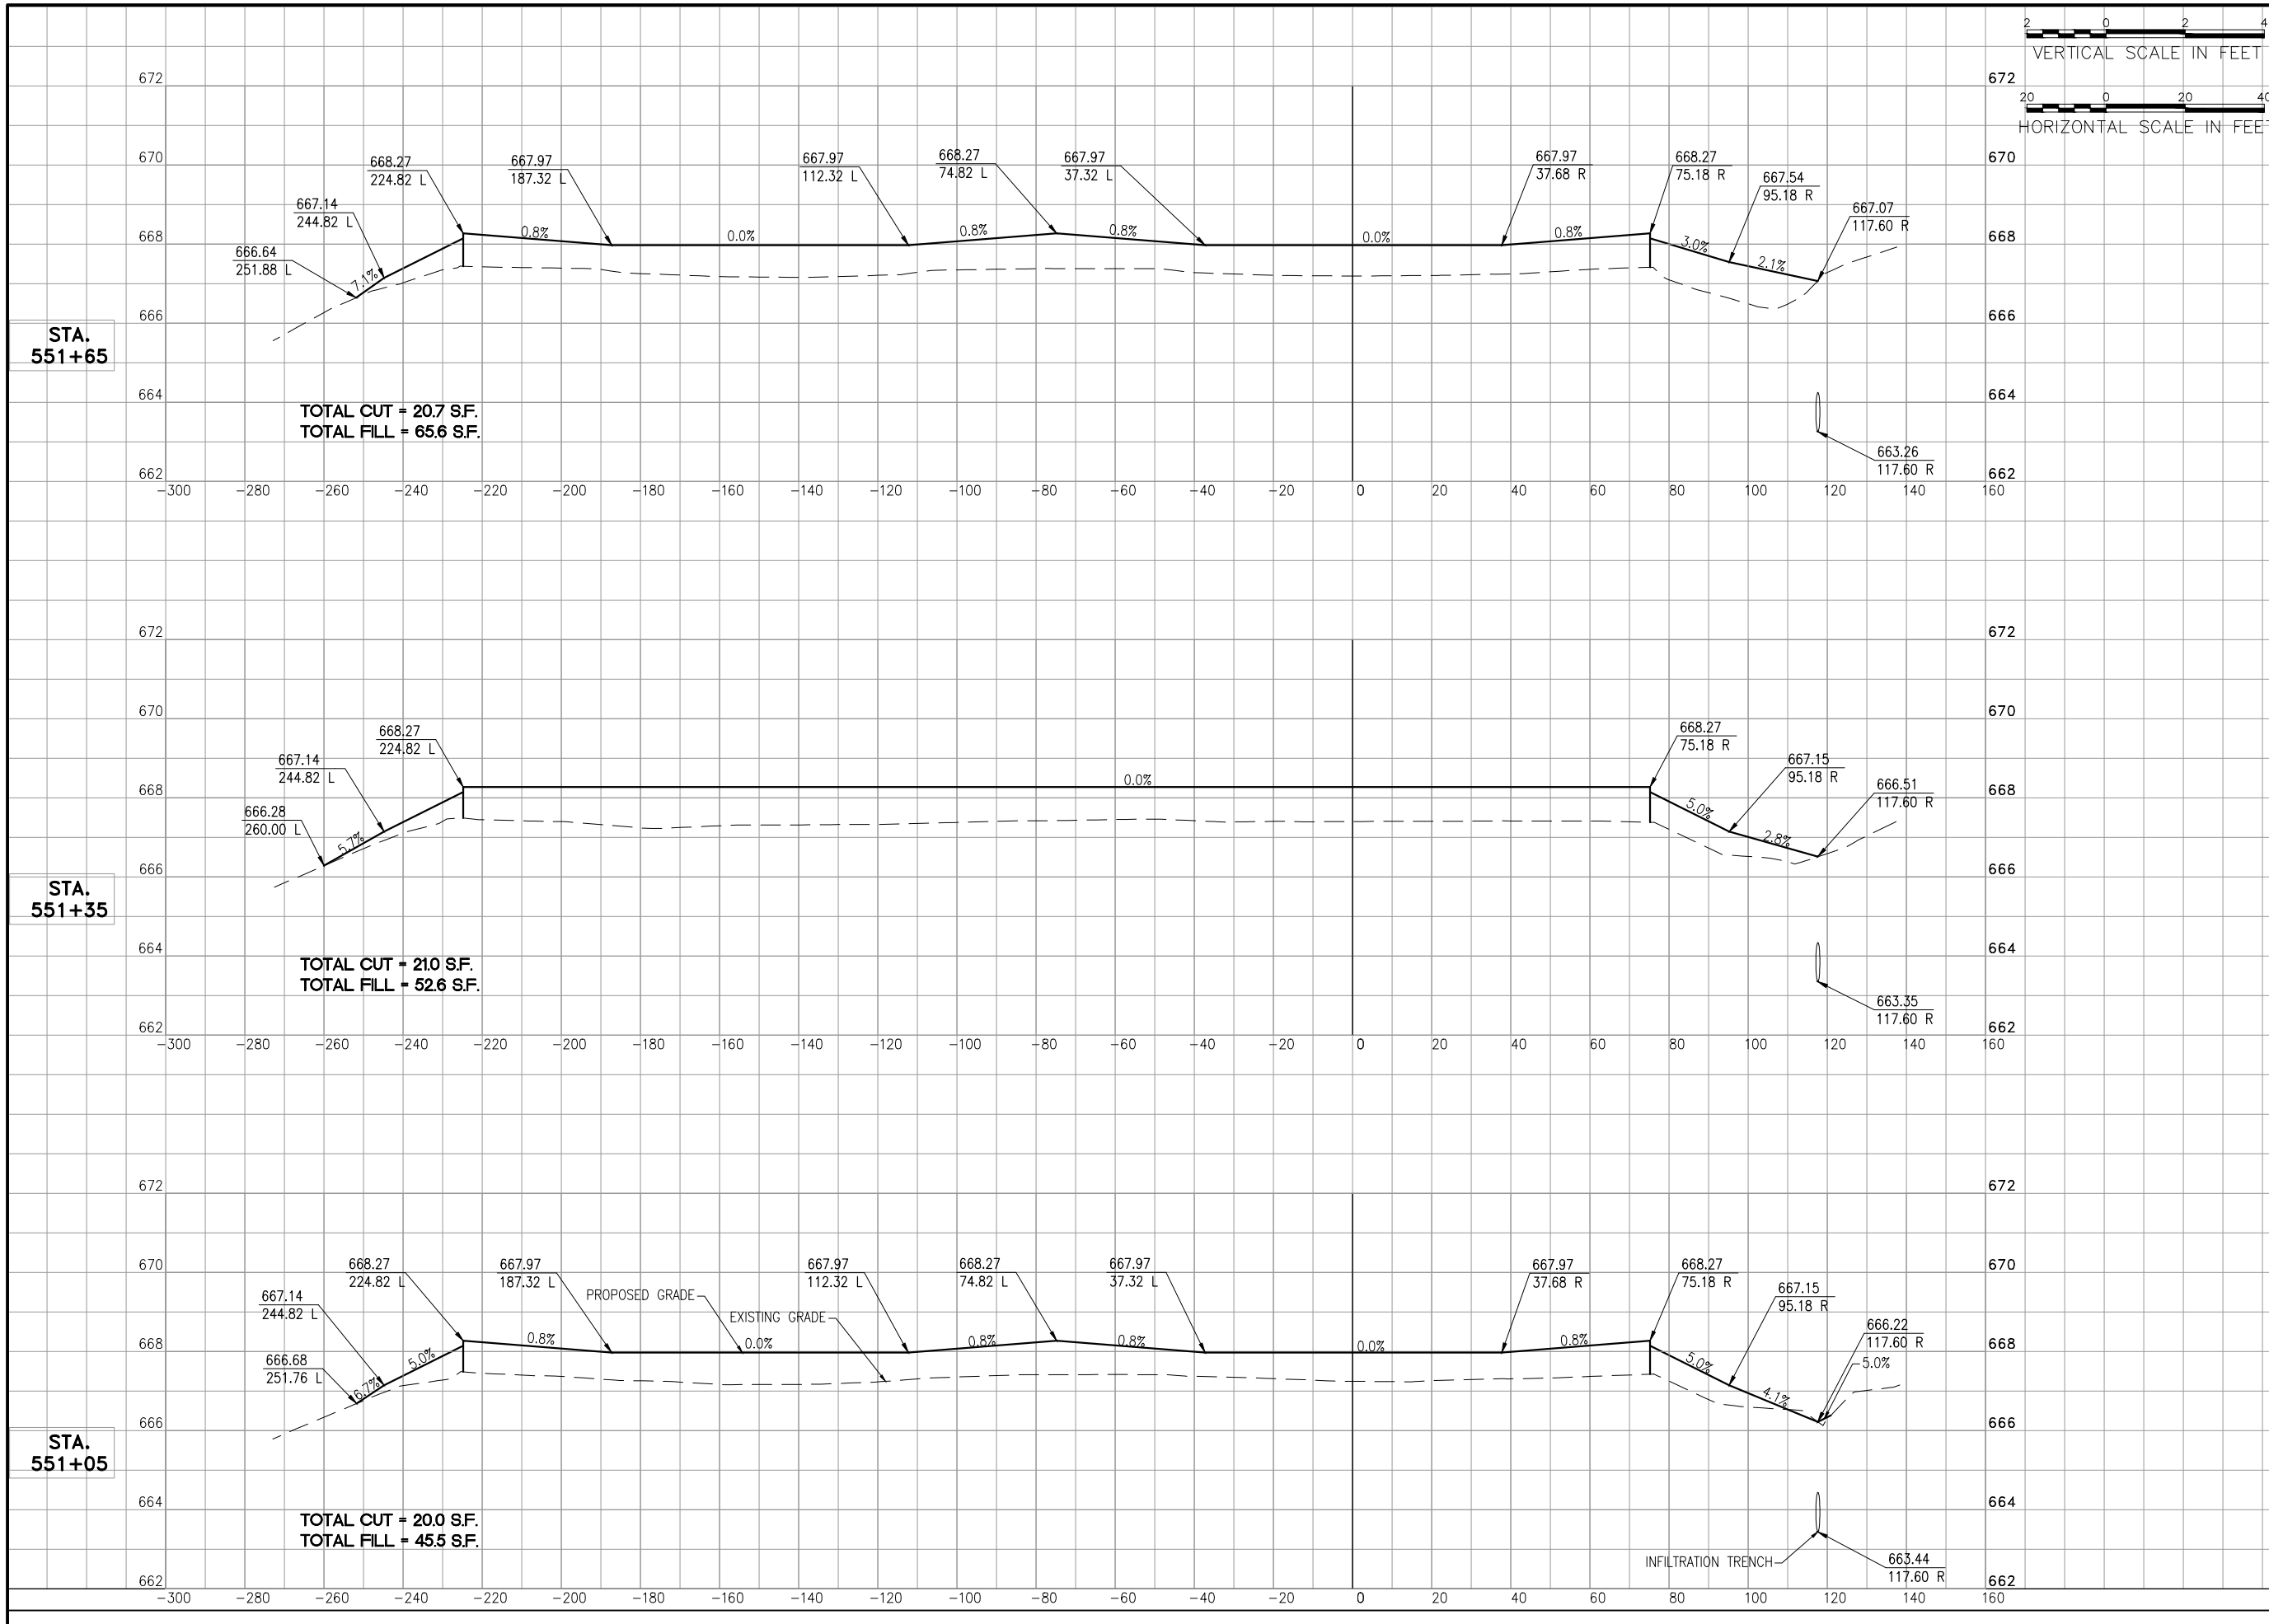 2 0 2 4
VERTICAL SCALE IN FEET
20 0 20 40
HORIZONTAL SCALE IN FEET
672 672
670 670
668 668
666 666
664 664
662 662
666.64
251.88 L
667.14
244.82 L
668.27
224.82 L
667.97
187.32 L
667.97
112.32 L
668.27
74.82 L
667.97
37.32 L
667.97
37.68 R
668.27
75.18 R
667.54
95.18 R
667.07
117.60 R
7.1% 0.8% 0.0% 0.8% 0.8% 0.0% 0.8% 3.0% 2.1%
STA.
551+65
TOTAL CUT = 20.7 S.F.
TOTAL FILL = 65.6 S.F.
663.26
117.60 R
-300 -280 -260 -240 -220 -200 -180 -160 -140 -120 -100 -80 -60 -40 -20 0 20 40 60 80 100 120 140 160
672 672
670 670
668 668
666 666
664 664
662 662
666.28
260.00 L
667.14
244.82 L
668.27
224.82 L
668.27
75.18 R
667.15
95.18 R
666.51
117.60 R
5.7% 0.0% 5.0% 2.8%
STA.
551+35
TOTAL CUT = 21.0 S.F.
TOTAL FILL = 52.6 S.F.
663.35
117.60 R
-300 -280 -260 -240 -220 -200 -180 -160 -140 -120 -100 -80 -60 -40 -20 0 20 40 60 80 100 120 140 160
672 672
670 670
668 668
666 666
664 664
662 662
666.68
251.76 L
667.14
244.82 L
668.27
224.82 L
667.97
187.32 L
PROPOSED GRADE
EXISTING GRADE
667.97
112.32 L
668.27
74.82 L
667.97
37.32 L
667.97
37.68 R
668.27
75.18 R
667.15
95.18 R
666.22
117.60 R
5.0%
6.7% 5.0% 0.8% 0.0% 0.8% 0.8% 0.0% 0.8% 5.0% 4.1%
STA.
551+05
TOTAL CUT = 20.0 S.F.
TOTAL FILL = 45.5 S.F.
INFILTRATION TRENCH
663.44
117.60 R
-300 -280 -260 -240 -220 -200 -180 -160 -140 -120 -100 -80 -60 -40 -20 0 20 40 60 80 100 120 140 160